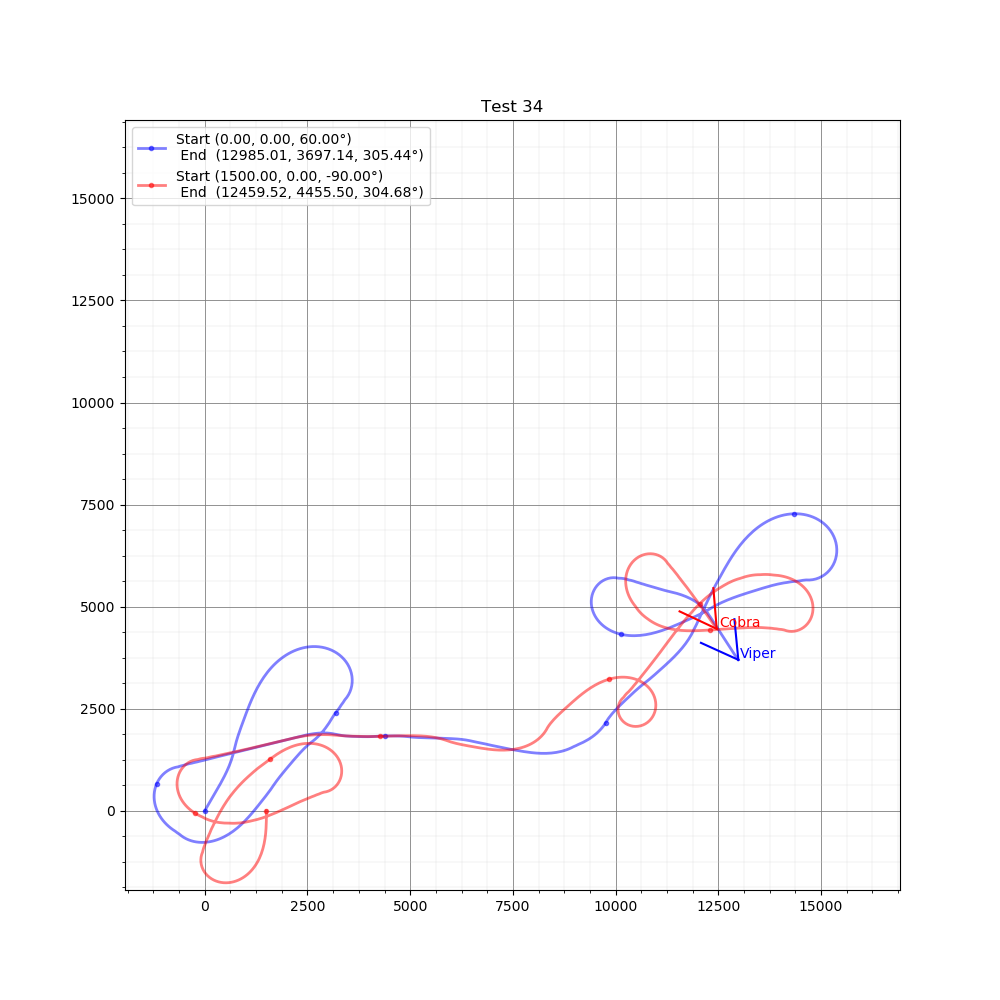 Test 34
Start (0.00, 0.00, 60.00°)
End  (12985.01, 3697.14, 305.44°)
Start (1500.00, 0.00, -90.00°)
End  (12459.52, 4455.50, 304.68°)
15000
12500
10000
7500
5000
2500
0
Cobra
Viper
0 2500 5000 7500 10000 12500 15000